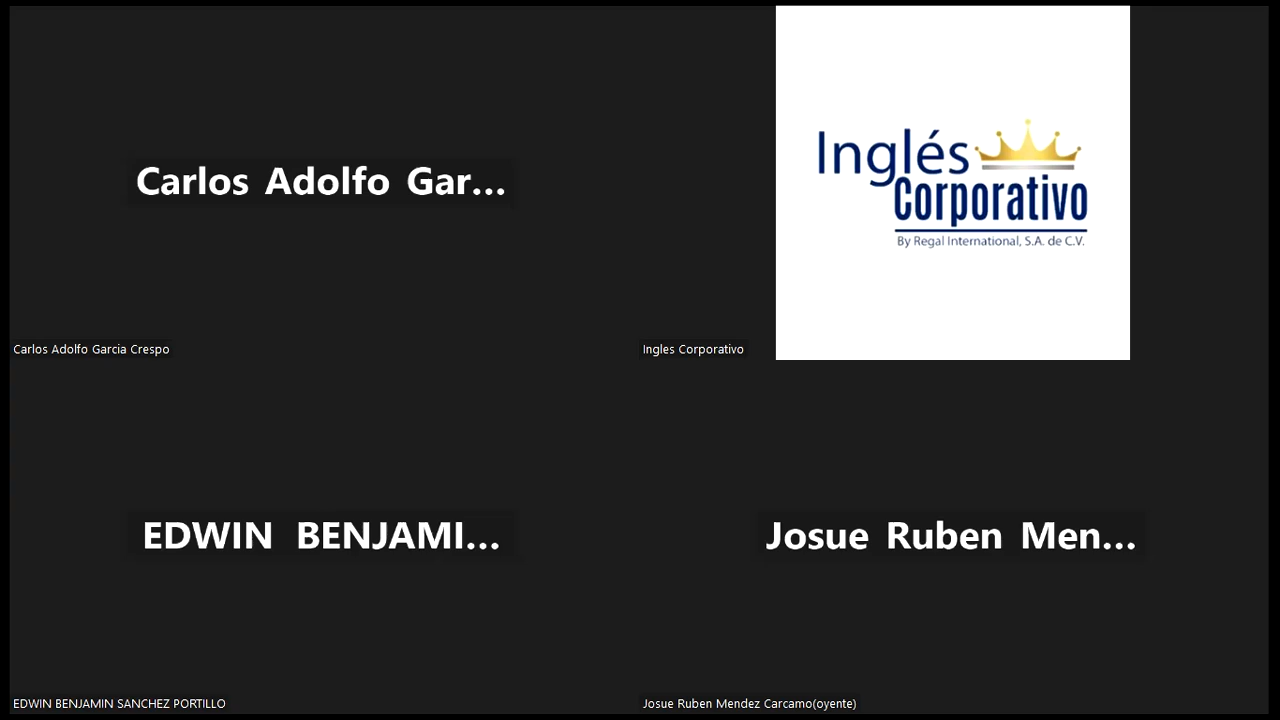 Carlos Adolfo Gar...
Carlos Adolfo Garcia Crespo
Inglés
Corporativo
By Regal International, S.A. de C.V.
Ingles Corporativo
EDWIN BENJAMI...
EDWIN BENJAMIN SANCHEZ PORTILLO
Josue Ruben Men...
Josue Ruben Mendez Carcamo(oyente)